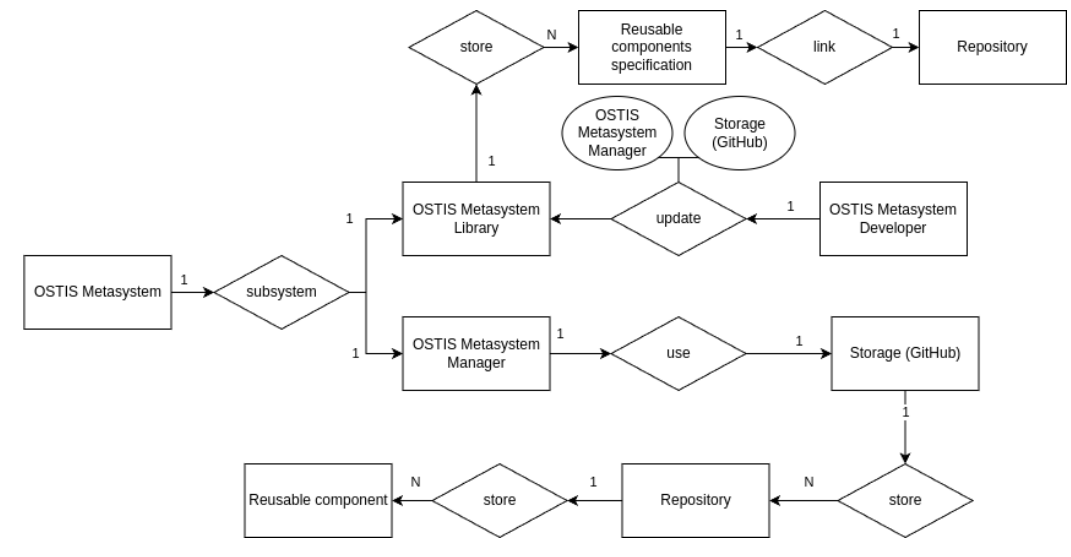 store
N
Reusable
components
specification
1
link
1
Repository
OSTIS
Metasystem
Manager
Storage
(GitHub)
1
1
OSTIS Metasystem
Library
update
1
OSTIS Metasystem
Developer
OSTIS Metasystem
1
subsystem
1
OSTIS Metasystem
Manager
1
use
1
Storage (GitHub)
1
Reusable component
N
store
1
Repository
N
store